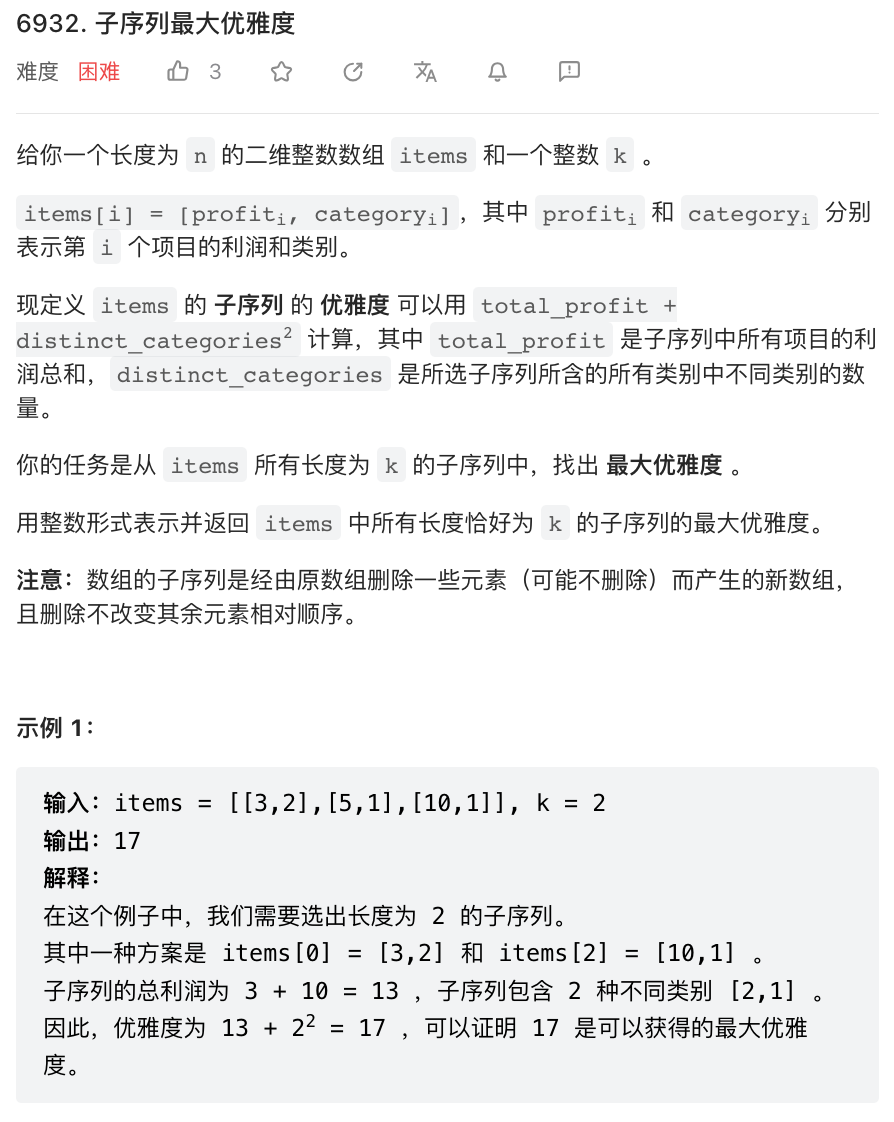 6932. 子序列最大优雅度
难度 困难 3
给你一个长度为 n 的二维整数数组 items 和一个整数 k 。
items[i] = [profitᵢ, categoryᵢ]，其中 profitᵢ 和 categoryᵢ 分别
表示第 i 个项目的利润和类别。
现定义 items 的 子序列 的 优雅度 可以用 total_profit +
distinct_categories² 计算，其中 total_profit 是子序列中所有项目的利
润总和，distinct_categories 是所选子序列所含的所有类别中不同类别的数
量。
你的任务是从 items 所有长度为 k 的子序列中，找出 最大优雅度 。
用整数形式表示并返回 items 中所有长度恰好为 k 的子序列的最大优雅度。
注意：数组的子序列是经由原数组删除一些元素（可能不删除）而产生的新数组，
且删除不改变其余元素相对顺序。
示例 1：
输入：items = [[3,2],[5,1],[10,1]], k = 2
输出：17
解释：
在这个例子中，我们需要选出长度为 2 的子序列。
其中一种方案是 items[0] = [3,2] 和 items[2] = [10,1] 。
子序列的总利润为 3 + 10 = 13 ，子序列包含 2 种不同类别 [2,1] 。
因此，优雅度为 13 + 2² = 17 ，可以证明 17 是可以获得的最大优雅
度。